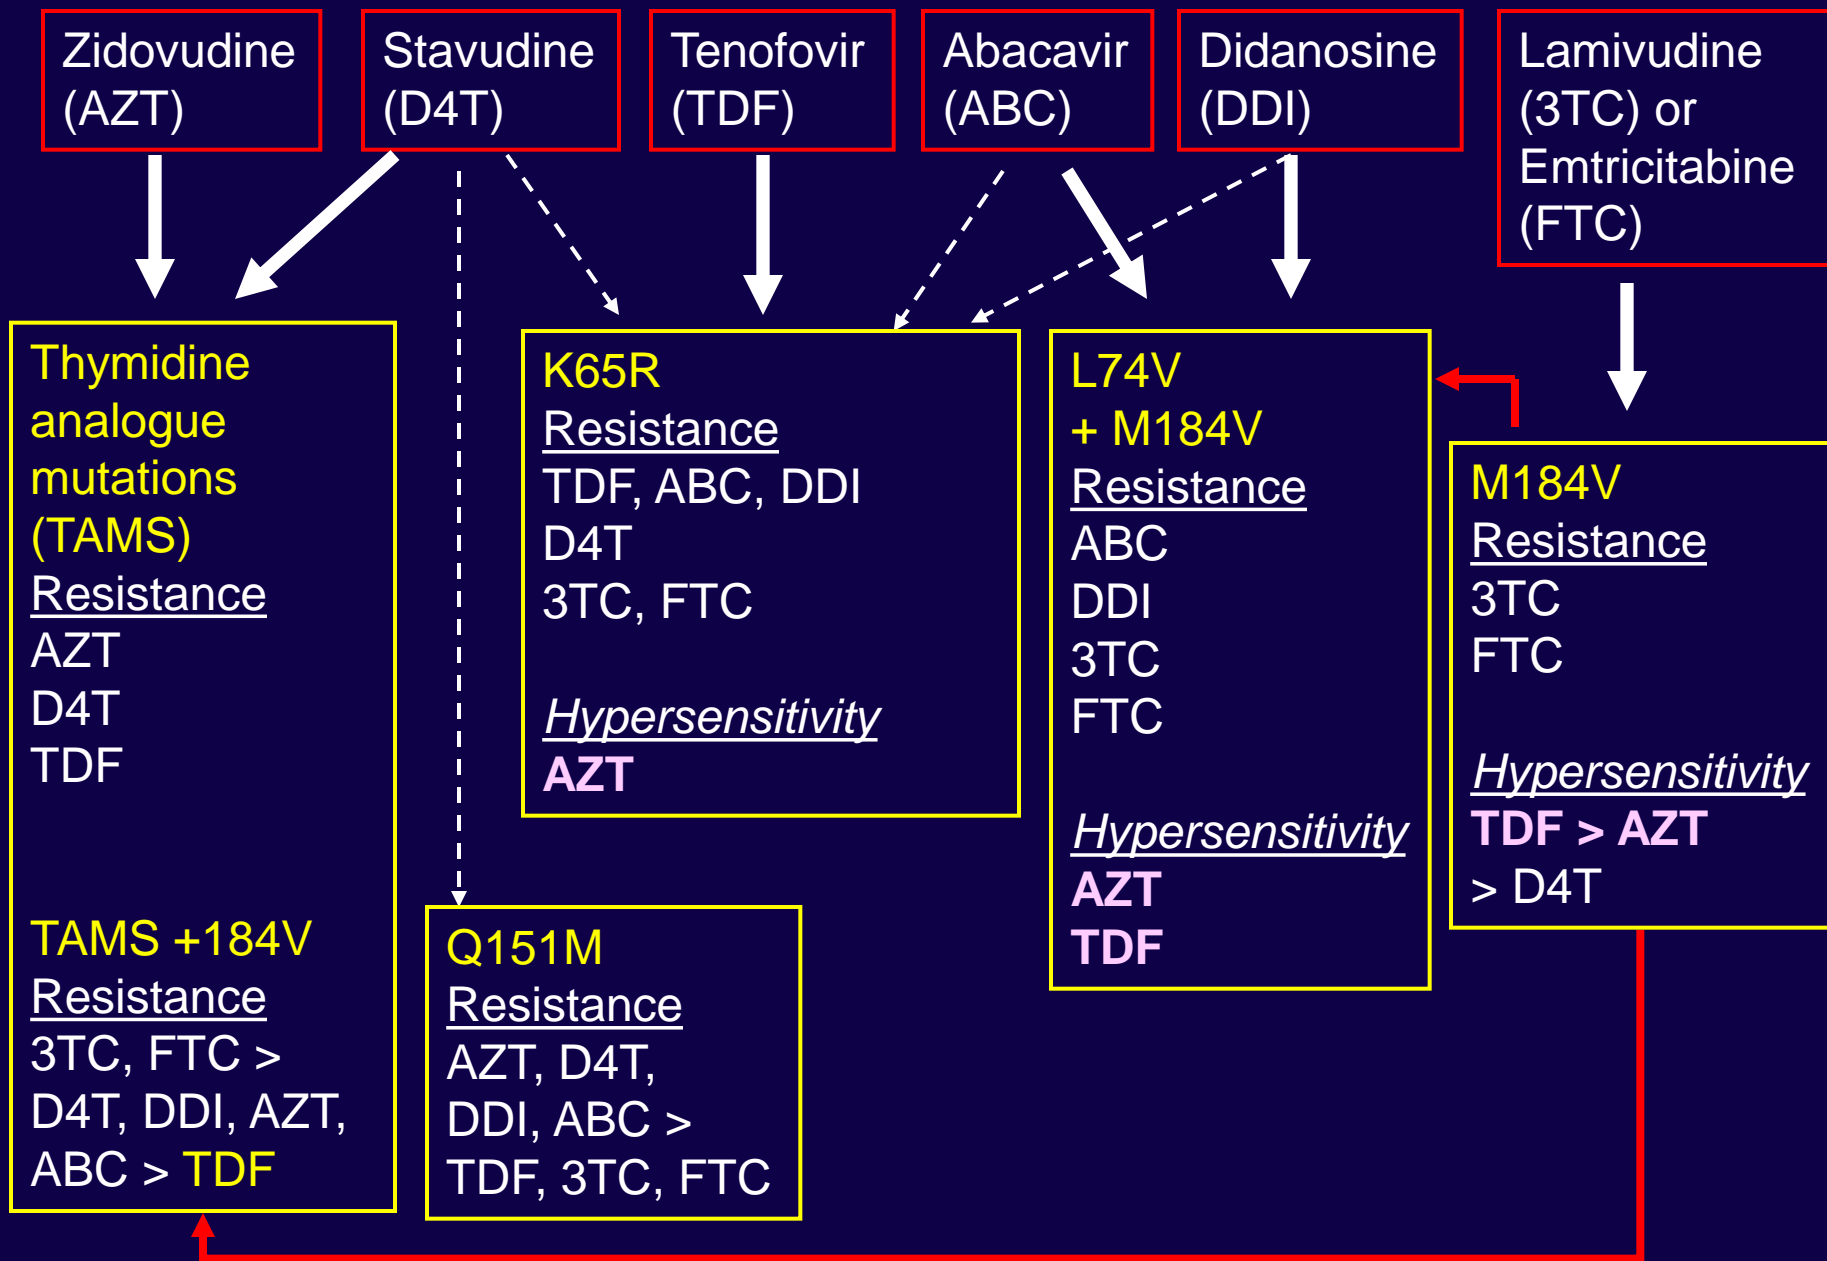 Zidovudine
(AZT)
Stavudine
(D4T)
Tenofovir
(TDF)
Abacavir
(ABC)
Didanosine
(DDI)
Lamivudine
(3TC) or
Emtricitabine
(FTC)
Thymidine
analogue
mutations
(TAMS)
Resistance
AZT
D4T
TDF
TAMS +184V
Resistance
3TC, FTC >
D4T, DDI, AZT,
ABC > TDF
Q151M
Resistance
AZT, D4T,
DDI, ABC >
TDF, 3TC, FTC
K65R
Resistance
TDF, ABC, DDI
D4T
3TC, FTC
Hypersensitivity
AZT
L74V
+ M184V
Resistance
ABC
DDI
3TC
FTC
Hypersensitivity
AZT
TDF
M184V
Resistance
3TC
FTC
Hypersensitivity
TDF > AZT
> D4T